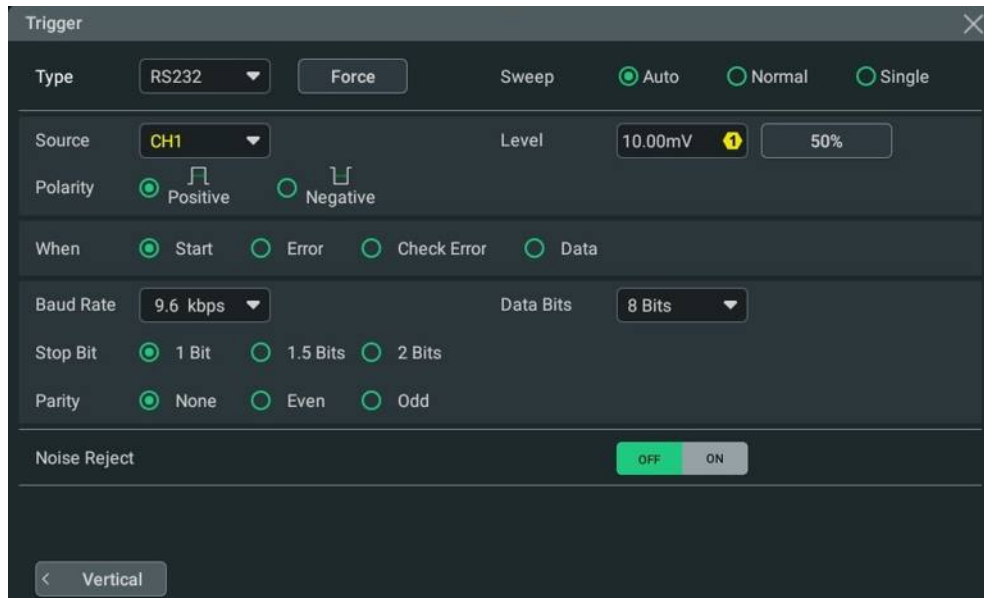 Trigger
Type RS232 Force Sweep Auto Normal Single
Source CH1 Level 10.00mV 1 50%
Polarity Positive Negative
When Start Error Check Error Data
Baud Rate 9.6 kbps Data Bits 8 Bits
Stop Bit 1 Bit 1.5 Bits 2 Bits
Parity None Even Odd
Noise Reject OFF ON
Vertical